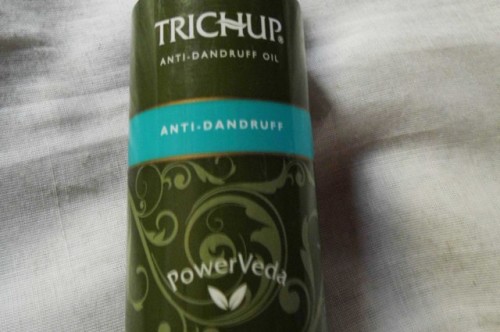 TRICHUP®
ANTI-DANDRUFF OIL
ANTI-DANDRUFF
PowerVeda